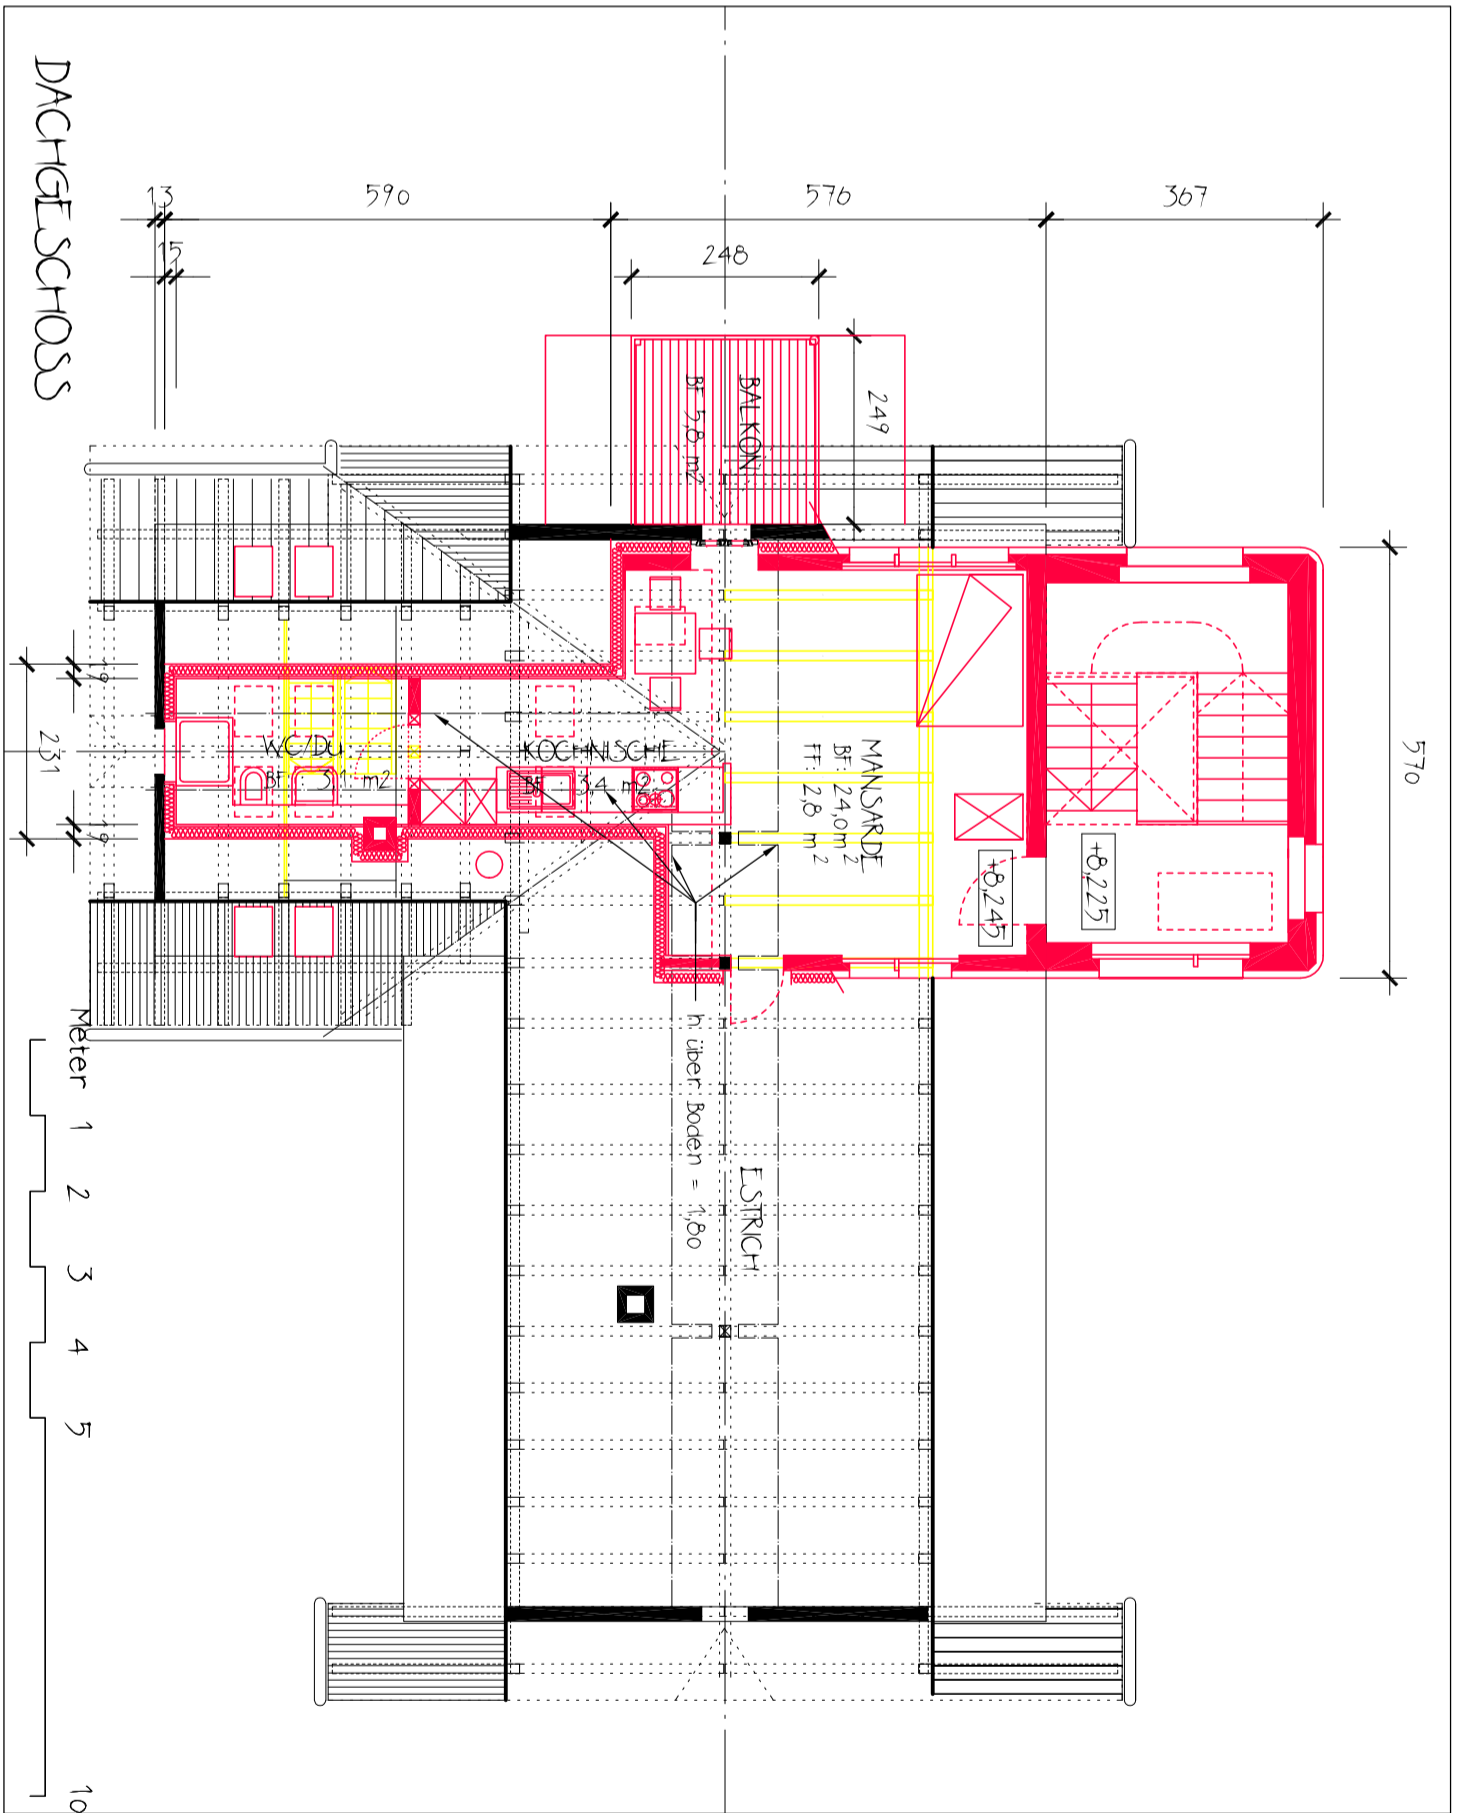 DACHGESCHOSS
13
590
576
367
15
248
249
BALKON
BF 5,8 m2
570
MANSARDE
BF: 24,0m2
FF: 2,8 m2
+8,245
+8,225
KOCHNISCHE
BF 3,4 m2
WC/DU
BF 3,1 m2
19
231
19
h über Boden = 1,80
ESTRICH
Meter 1 2 3 4 5 10